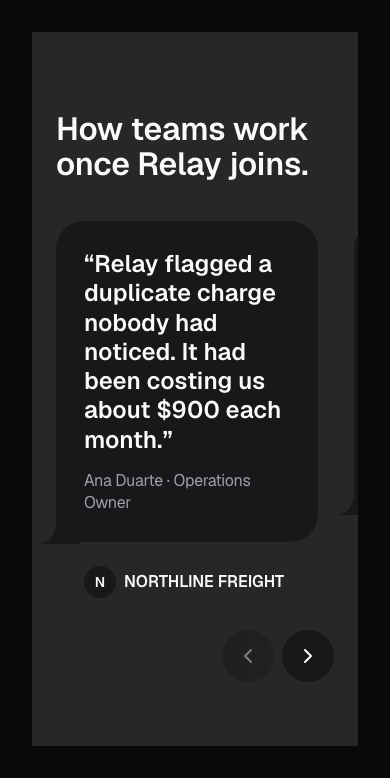 How teams work
once Relay joins.
“Relay flagged a
duplicate charge
nobody had
noticed. It had
been costing us
about $900 each
month.”
Ana Duarte · Operations
Owner
N NORTHLINE FREIGHT